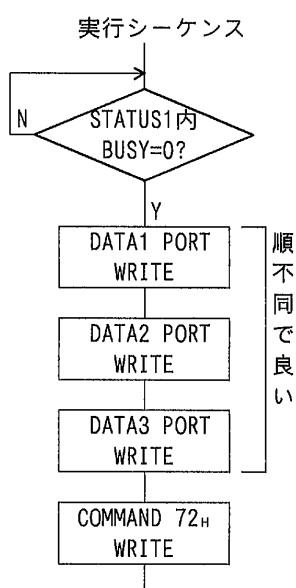 実行シーケンス
N
STATUS1内
BUSY=0?
Y
DATA1 PORT
WRITE
DATA2 PORT
WRITE
DATA3 PORT
WRITE
順不同で良い
COMMAND 72H
WRITE